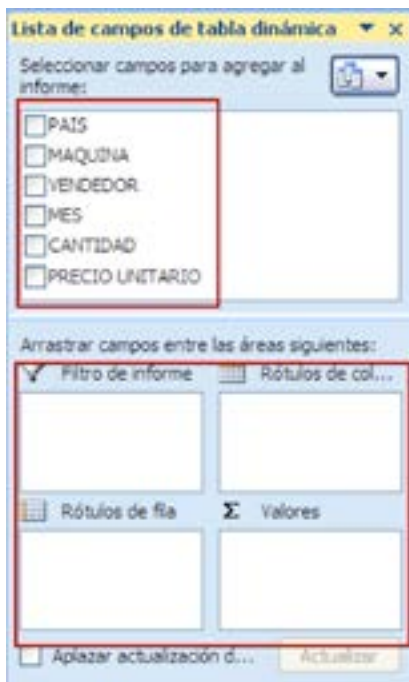 Lista de campos de tabla dinámica
Seleccionar campos para agregar al
informe:
PAIS
MAQUINA
VENDEDOR
MES
CANTIDAD
PRECIO UNITARIO
Arrastrar campos entre las áreas siguientes:
Filtro de informe
Rótulos de col...
Rótulos de fila
Σ Valores
Aplazar actualización d...
Actualizar